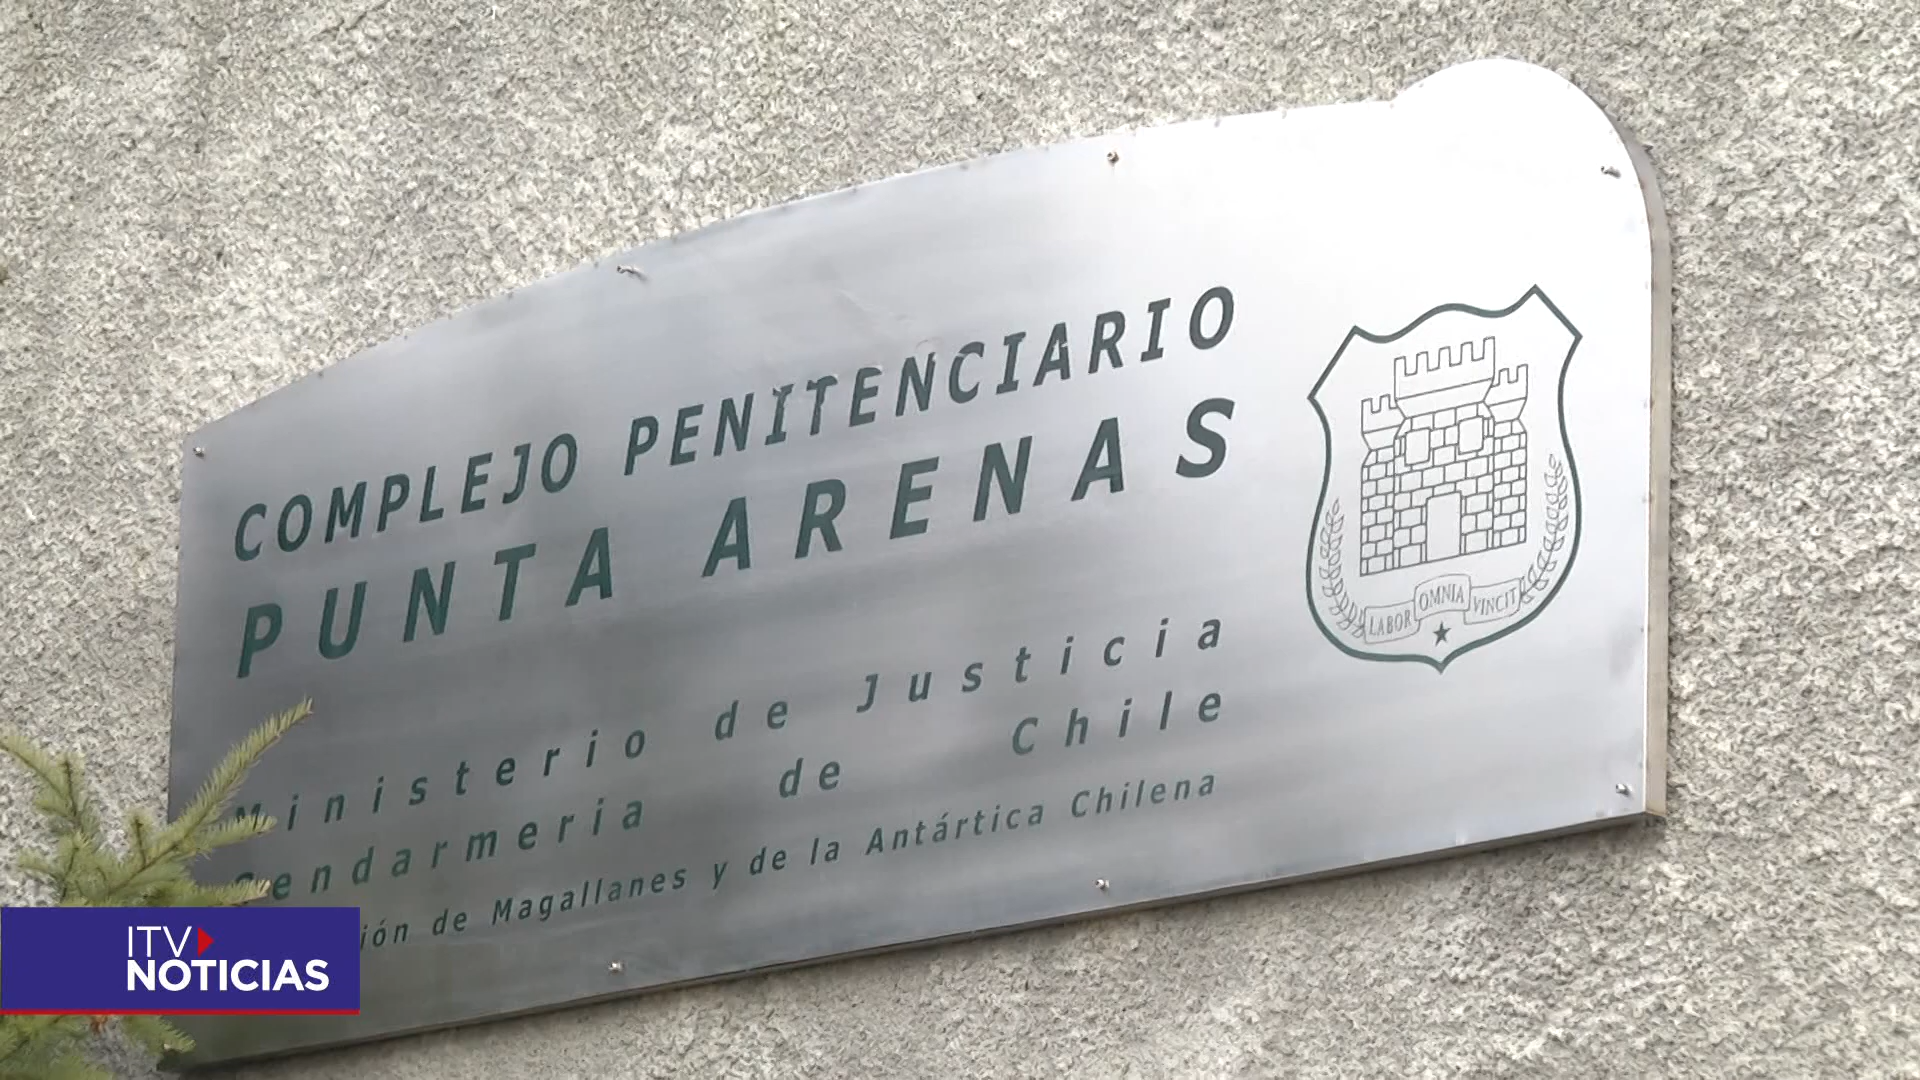 COMPLEJO PENITENCIARIO
PUNTA ARENAS
Ministerio de Justicia
Gendarmeria de Chile
ión de Magallanes y de la Antártica Chilena
LABOR OMNIA VINCIT
ITV
NOTICIAS